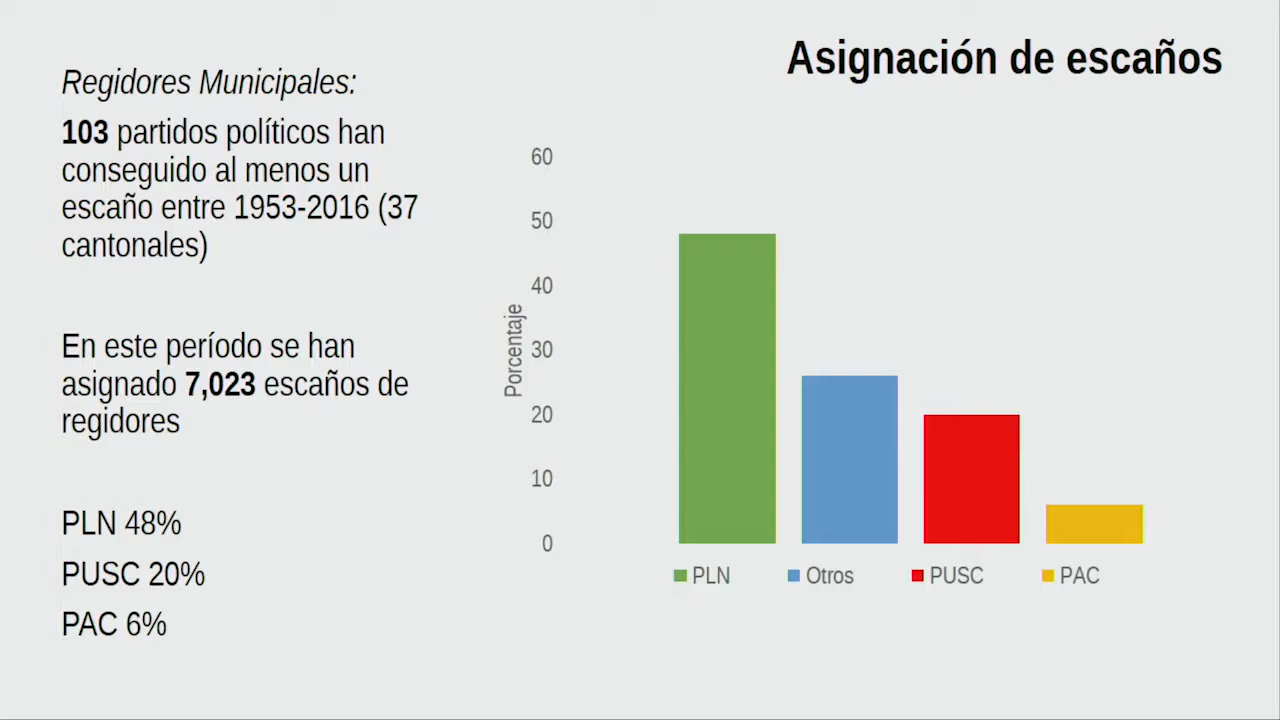 Asignación de escaños
Regidores Municipales:
103 partidos políticos han
conseguido al menos un
escaño entre 1953-2016 (37
cantonales)
En este período se han
asignado 7,023 escaños de
regidores
PLN 48%
PUSC 20%
PAC 6%
Porcentaje
60
50
40
30
20
10
0
PLN
Otros
PUSC
PAC